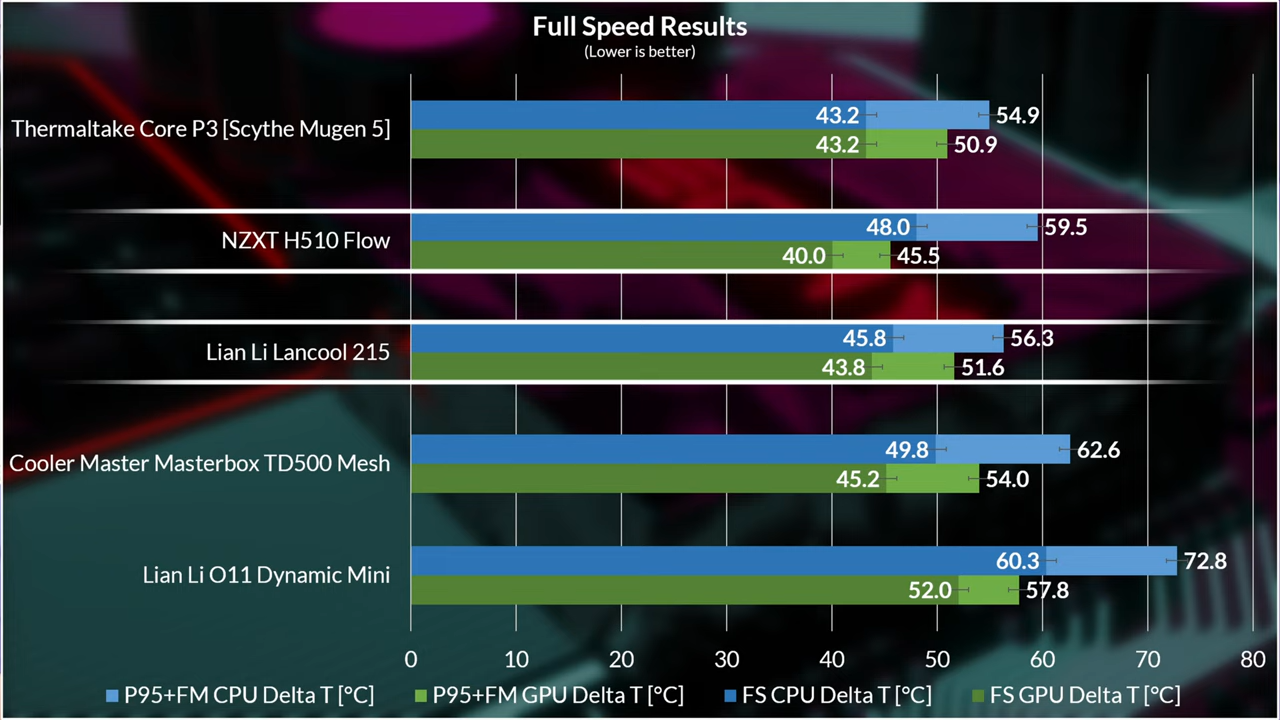 Full Speed Results
(Lower is better)
Thermaltake Core P3 [Scythe Mugen 5]
43.2 54.9
43.2 50.9
NZXT H510 Flow
48.0 59.5
40.0 45.5
Lian Li Lancool 215
45.8 56.3
43.8 51.6
Cooler Master Masterbox TD500 Mesh
49.8 62.6
45.2 54.0
Lian Li O11 Dynamic Mini
60.3 72.8
52.0 57.8
0 10 20 30 40 50 60 70 80
P95+FM CPU Delta T [°C] P95+FM GPU Delta T [°C] FS CPU Delta T [°C] FS GPU Delta T [°C]